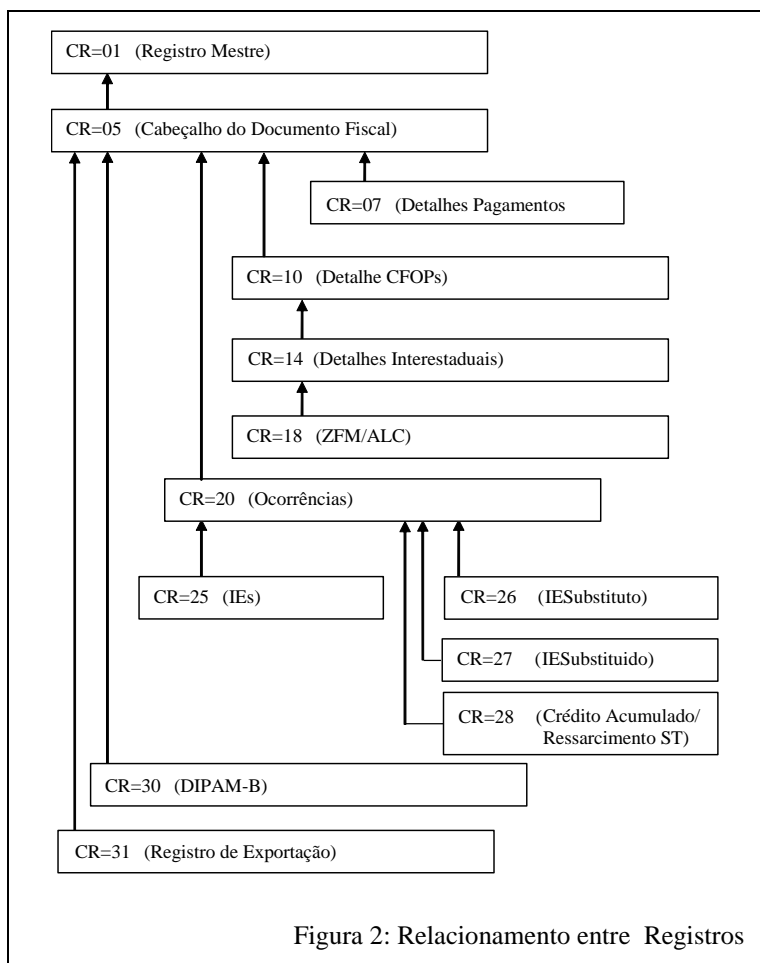 CR=01 (Registro Mestre)
CR=05 (Cabeçalho do Documento Fiscal)
CR=07 (Detalhes Pagamentos
CR=10 (Detalhe CFOPs)
CR=14 (Detalhes Interestaduais)
CR=18 (ZFM/ALC)
CR=20 (Ocorrências)
CR=25 (IEs)
CR=26 (IESubstituto)
CR=27 (IESubstituido)
CR=28 (Crédito Acumulado/
Ressarcimento ST)
CR=30 (DIPAM-B)
CR=31 (Registro de Exportação)
Figura 2: Relacionamento entre Registros